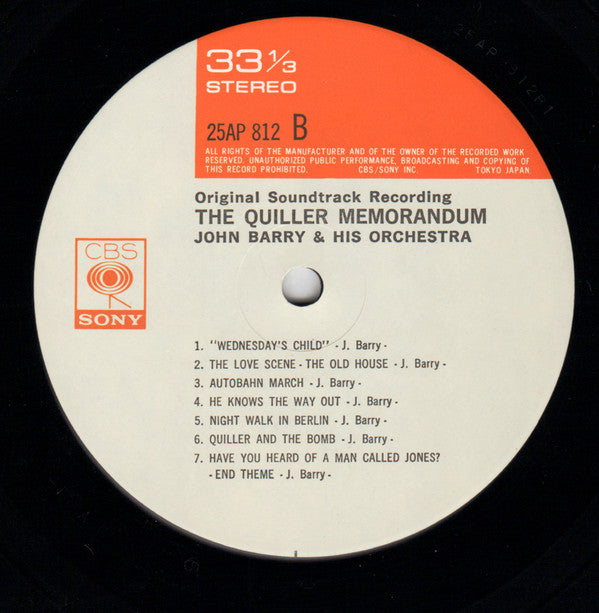 33 1/3
STEREO
25AP 812 B
ALL RIGHTS OF THE MANUFACTURER AND OF THE OWNER OF THE RECORDED WORK
RESERVED. UNAUTHORIZED PUBLIC PERFORMANCE, BROADCASTING AND COPYING OF
THIS RECORD PROHIBITED. CBS/SONY INC. TOKYO JAPAN
Original Soundtrack Recording
THE QUILLER MEMORANDUM
JOHN BARRY & HIS ORCHESTRA
CBS
SONY
1. "WEDNESDAY'S CHILD" - J. Barry -
2. THE LOVE SCENE - THE OLD HOUSE - J. Barry -
3. AUTOBAHN MARCH - J. Barry -
4. HE KNOWS THE WAY OUT - J. Barry -
5. NIGHT WALK IN BERLIN - J. Barry -
6. QUILLER AND THE BOMB - J. Barry -
7. HAVE YOU HEARD OF A MAN CALLED JONES?
- END THEME - J. Barry -